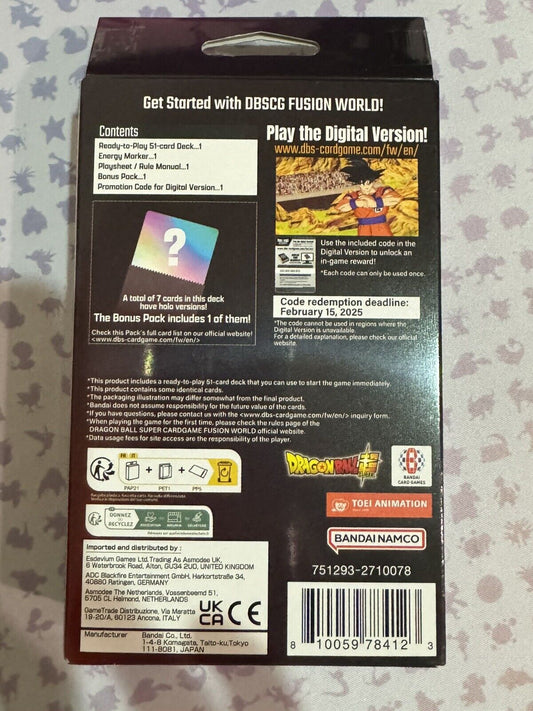 Get Started with DBSCG FUSION WORLD!
Contents
Ready-to-Play 51-card Deck...1
Energy Marker...1
Playsheet / Rule Manual...1
Bonus Pack...1
Promotion Code for Digital Version...1
?
A total of 7 cards in this deck
have holo versions!
The Bonus Pack includes 1 of them!
Check this Pack's full card list on our official website!
<www.dbs-cardgame.com/fw/en/>
Play the Digital Version!
www.dbs-cardgame.com/fw/en/
Use the included code in the
Digital Version to unlock an
in-game reward!
*Each code can only be used once.
Code redemption deadline:
February 15, 2025
*The code cannot be used in regions where the
Digital Version is unavailable.
For a detailed explanation, please check our official
website.
*This product includes a ready-to-play 51-card deck that you can use to start the game immediately.
*This product contains some identical cards.
*The packaging illustration may differ somewhat from the final product.
*Bandai does not assume responsibility for the future value of the cards.
*If you have questions, please contact us with the <www.dbs-cardgame.com/fw/en/> inquiry form.
*When playing the game for the first time, please check the rules page of the
DRAGON BALL SUPER CARDGAME FUSION WORLD official website.
*Data usage fees for site access are the responsibility of the player.
FR IT
PAP21 PET1 PP5
DONNEZ
ou
RECYCLEZ
DRAGONBALL
BANDAI
CARD GAMES
TOEI ANIMATION
BANDAI NAMCO
751293-2710078
Imported and distributed by :
Esdevium Games Ltd.Trading As Asmodee UK,
6 Waterbrook Road, Alton, GU34 2UD, UNITED KINGDOM
ADC Blackfire Entertainment GmbH, Harkortstraße 34,
40880 Ratingen, GERMANY
Asmodee The Netherlands, Vossenbeemd 51,
5705 CL Helmond, NETHERLANDS
GameTrade Distribuzione, Via Maratte
19-20/A, 60123 Ancona, ITALY
UK
CA
CE
Manufacturer
Bandai Co., Ltd.
1-4-8 Komagata, Taito-ku,Tokyo
111-8081, JAPAN
8 10059 78412 3